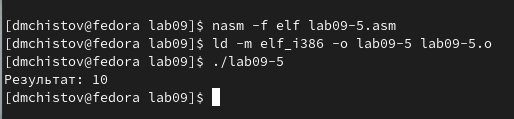 [dmchistov@fedora lab09]$ nasm -f elf lab09-5.asm
[dmchistov@fedora lab09]$ ld -m elf_i386 -o lab09-5 lab09-5.o
[dmchistov@fedora lab09]$ ./lab09-5
Результат: 10
[dmchistov@fedora lab09]$